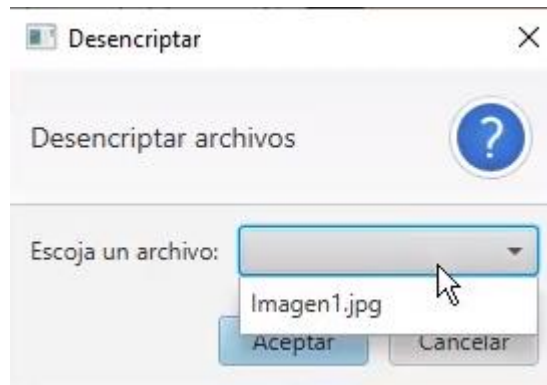 Desencriptar
Desencriptar archivos
Escoja un archivo:
Imagen1.jpg
Aceptar Cancelar